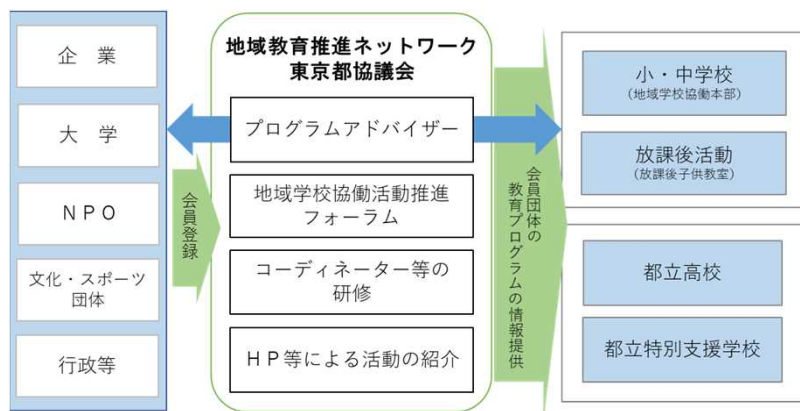 企　業
大　学
ＮＰＯ
文化・スポーツ
団体
行政等
会員登録
地域教育推進ネットワーク
東京都協議会
プログラムアドバイザー
地域学校協働活動推進
フォーラム
コーディネーター等の
研修
ＨＰ等による活動の紹介
会員団体の
教育プログラムの情報提供
小・中学校
（地域学校協働本部）
放課後活動
（放課後子供教室）
都立高校
都立特別支援学校